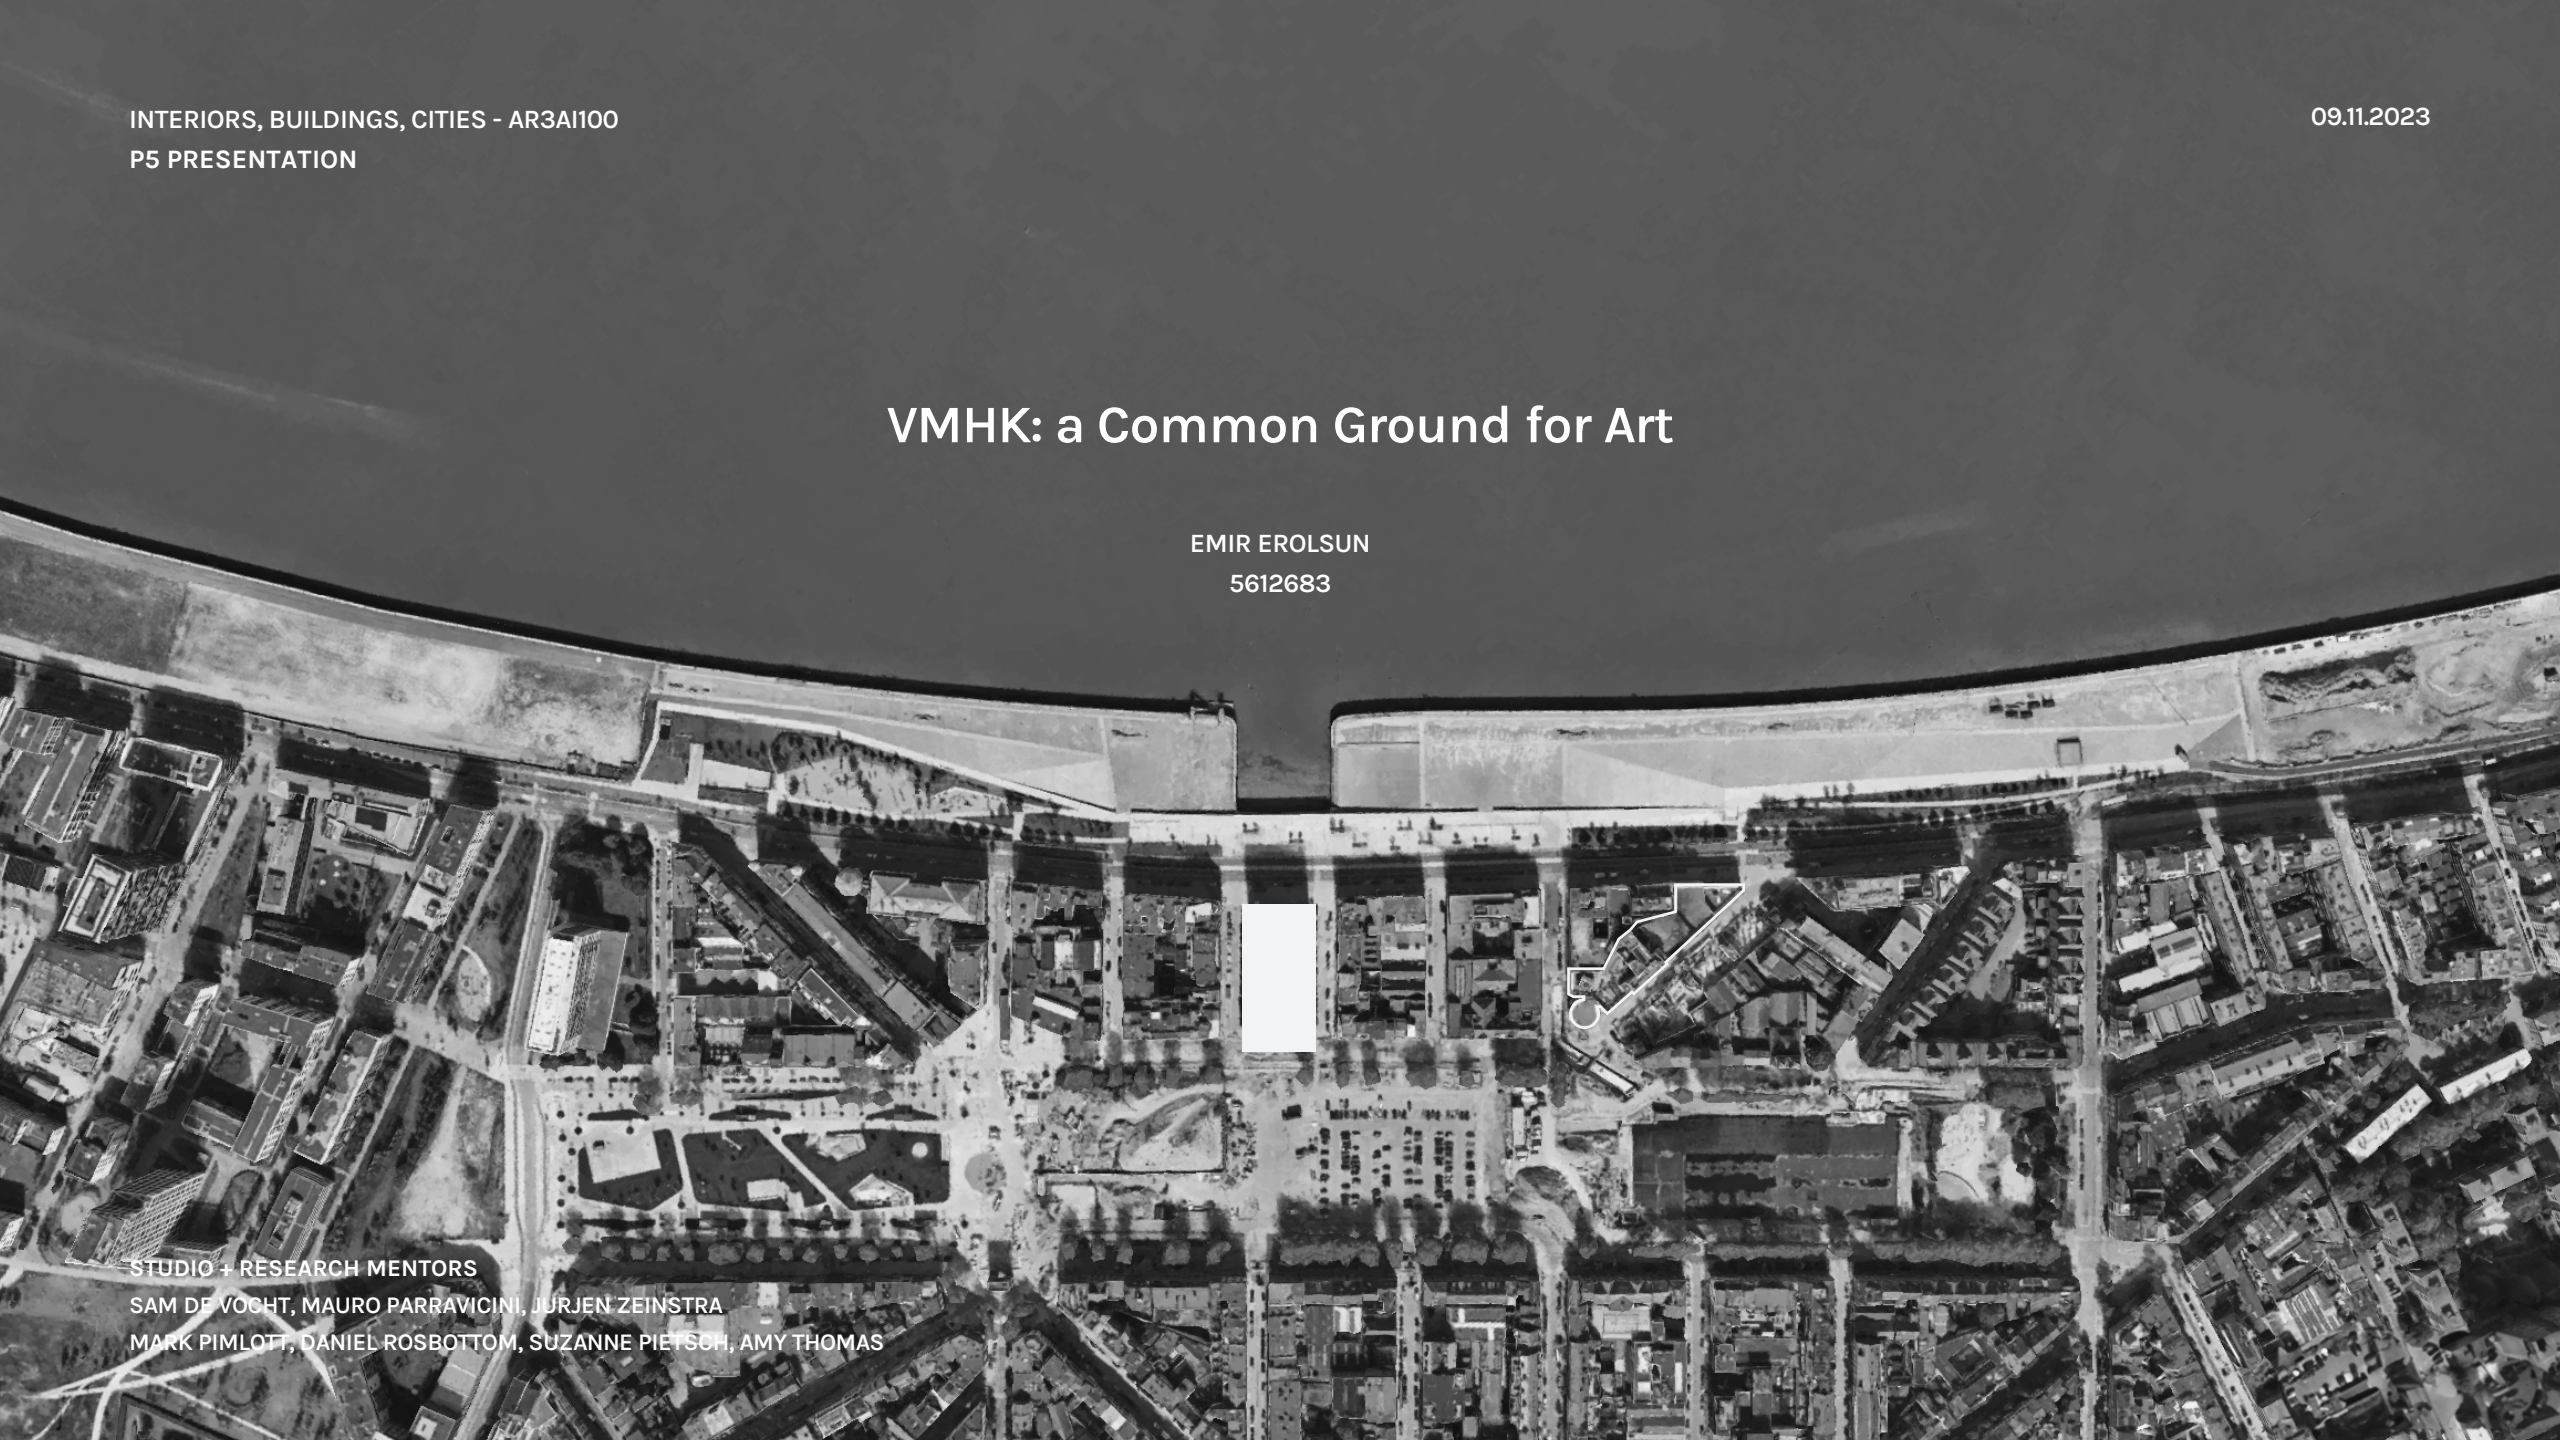 INTERIORS, BUILDINGS, CITIES - AR3AI100
P5 PRESENTATION
09.11.2023
VMHK: a Common Ground for Art
EMIR EROLSUN
5612683
STUDIO + RESEARCH MENTORS
SAM DE VOCHT, MAURO PARRAVICINI, JURJEN ZEINSTRA
MARK PIMLOTT, DANIEL ROSBOTTOM, SUZANNE PIETSCH, AMY THOMAS